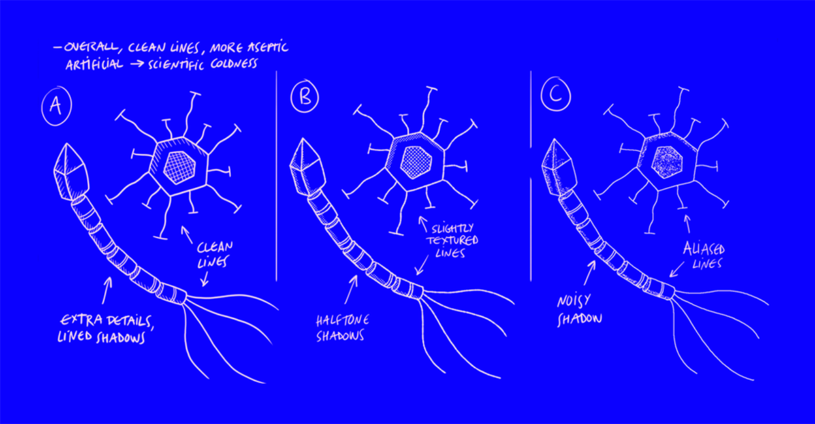 — OVERALL, CLEAN LINES, MORE ASEPTIC
ARTIFICIAL → SCIENTIFIC COLDNESS
A
CLEAN
LINES
EXTRA DETAILS,
LINED SHADOWS
B
SLIGHTLY
TEXTURED
LINES
HALFTONE
SHADOWS
C
ALIASED
LINES
NOISY
SHADOW